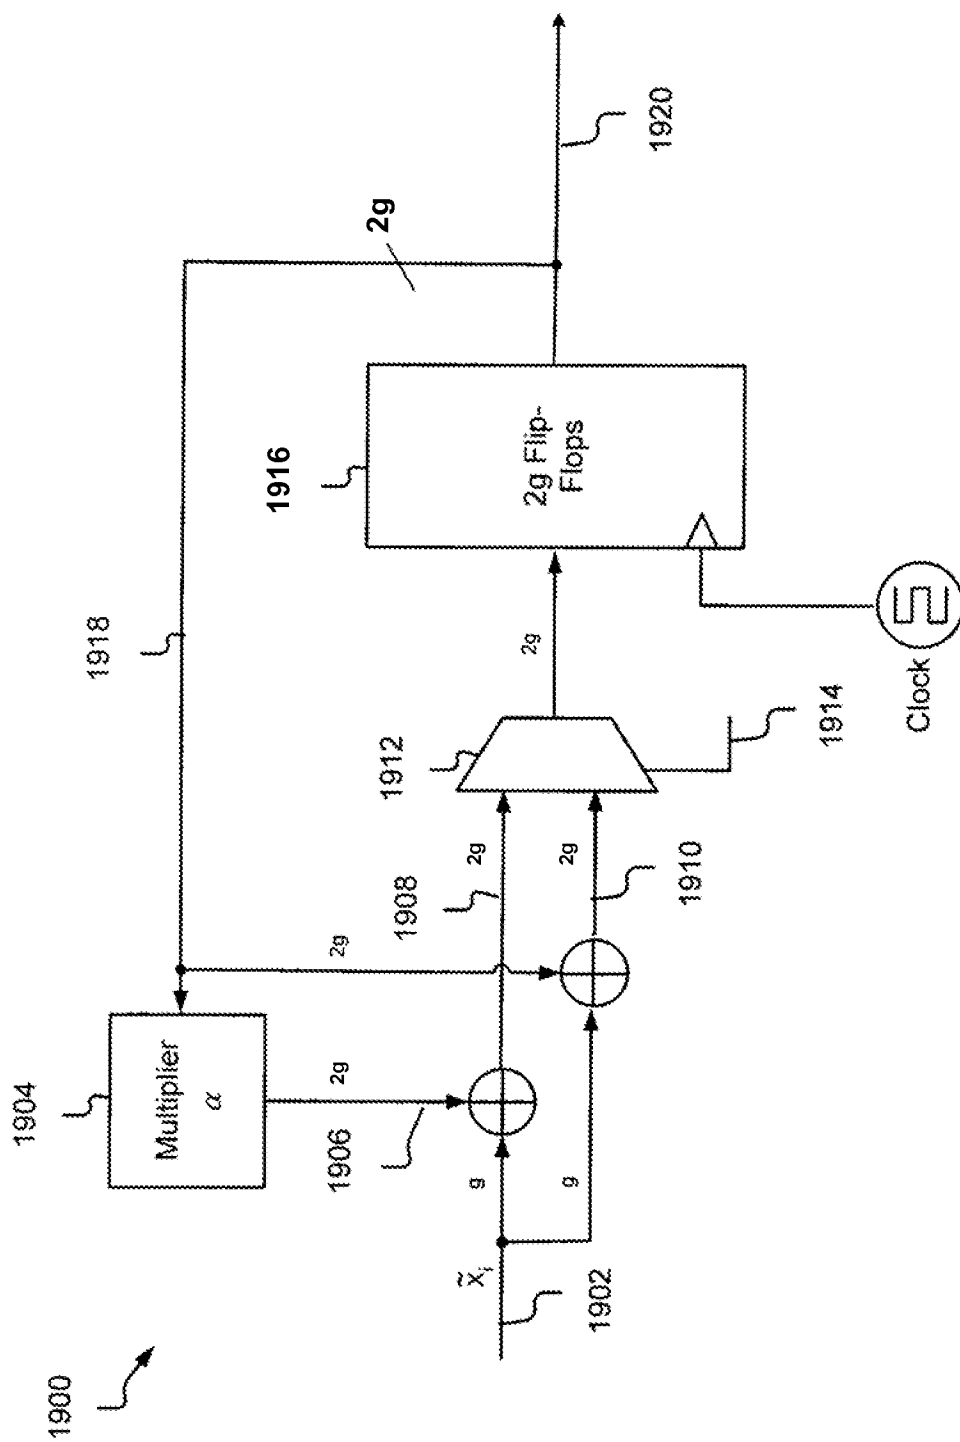 1900
1902
x̃ᵢ
g
g
1904
Multiplier
α
1906
2g
2g
1908
2g
2g
1910
1912
1914
2g
1916
2g Flip-
Flops
Clock
1918
2g
1920